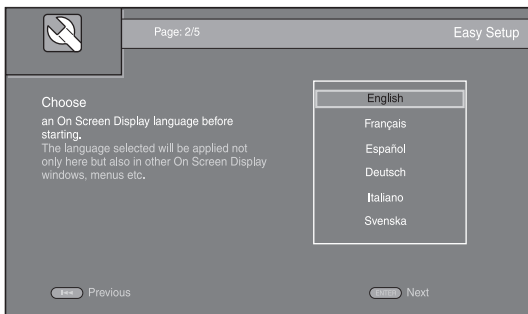 Page: 2/5
Easy Setup
Choose
an On Screen Display language before
starting.
The language selected will be applied not
only here but also in other On Screen Display
windows, menus etc.
English
Français
Español
Deutsch
Italiano
Svenska
Previous
ENTER Next